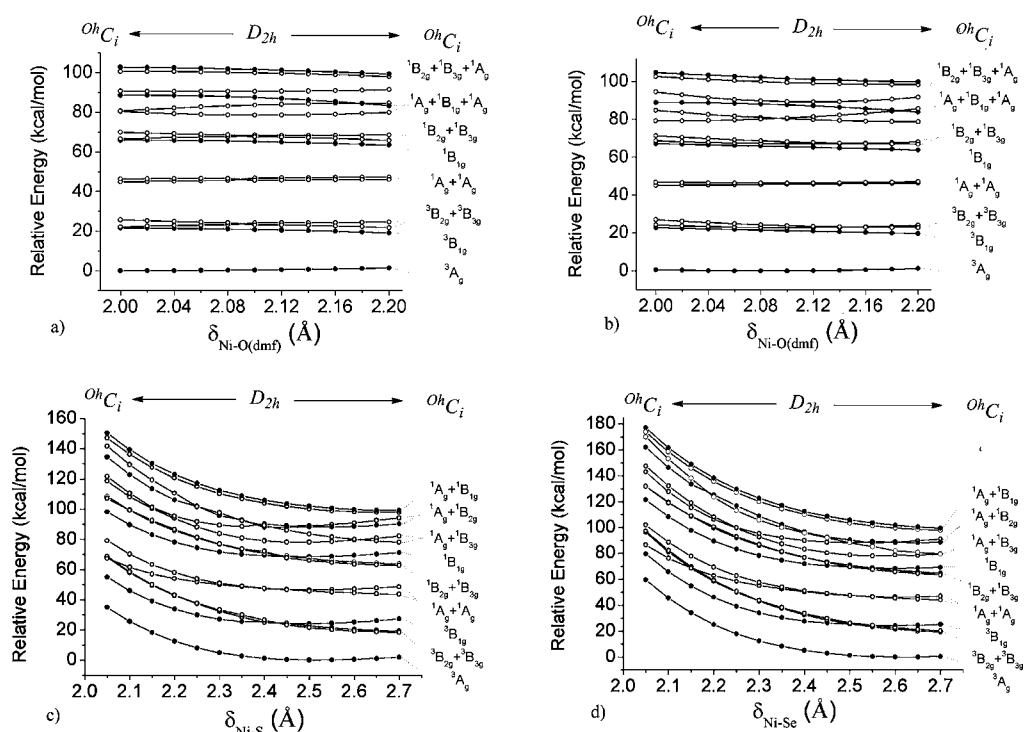 OhCi D2h OhCi
Relative Energy (kcal/mol)
100
80
60
40
20
0
2.00 2.04 2.08 2.12 2.16 2.20
a)
δNi-O(dmf) (Å)
¹B2g+¹B3g+¹Ag
¹Ag+¹B1g+¹Ag
¹B2g+¹B3g
¹B1g
¹Ag+¹Ag
³B2g+³B3g
³B1g
³Ag
OhCi D2h OhCi
Relative Energy (kcal/mol)
100
80
60
40
20
0
2.00 2.04 2.08 2.12 2.16 2.20
b)
δNi-O(dmf) (Å)
¹B2g+¹B3g+¹Ag
¹Ag+¹B1g+¹Ag
¹B2g+¹B3g
¹B1g
¹Ag+¹Ag
³B2g+³B3g
³B1g
³Ag
OhCi D2h OhCi
Relative Energy (kcal/mol)
160
140
120
100
80
60
40
20
0
2.0 2.1 2.2 2.3 2.4 2.5 2.6 2.7
c)
δNi-S (Å)
¹Ag+¹B1g
¹Ag+¹B2g
¹Ag+¹B3g
¹B1g
¹B2g+¹B3g
¹Ag+¹Ag
³B1g
³B2g+³B3g
³Ag
OhCi D2h OhCi
Relative Energy (kcal/mol)
180
160
140
120
100
80
60
40
20
0
2.0 2.1 2.2 2.3 2.4 2.5 2.6 2.7
d)
δNi-Se (Å)
¹Ag+¹B1g
¹Ag+¹B2g
¹Ag+¹B3g
¹B1g
¹B2g+¹B3g
¹Ag+¹Ag
³B1g
³B2g+³B3g
³Ag